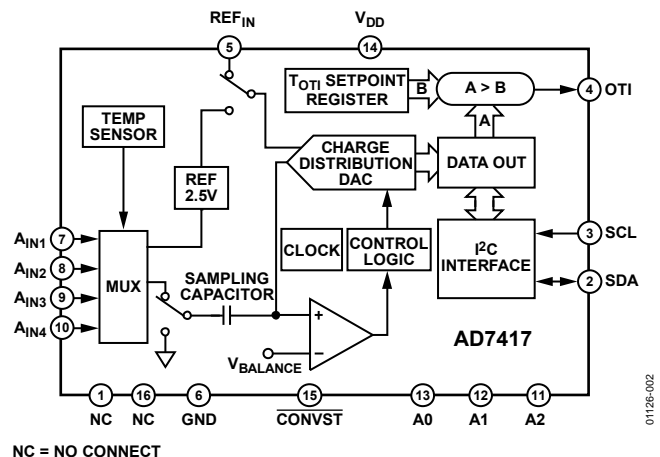 REFIN
VDD
5
14
TOTI SETPOINT
REGISTER
B
A > B
4
OTI
TEMP
SENSOR
A
CHARGE
DISTRIBUTION
DAC
DATA OUT
REF
2.5V
AIN1
7
AIN2
8
AIN3
9
AIN4
10
MUX
SAMPLING
CAPACITOR
CLOCK
CONTROL
LOGIC
I2C
INTERFACE
3
SCL
2
SDA
+
–
VBALANCE
AD7417
1
16
6
15
13
12
11
NC
NC
GND
CONVST
A0
A1
A2
NC = NO CONNECT
01126-002